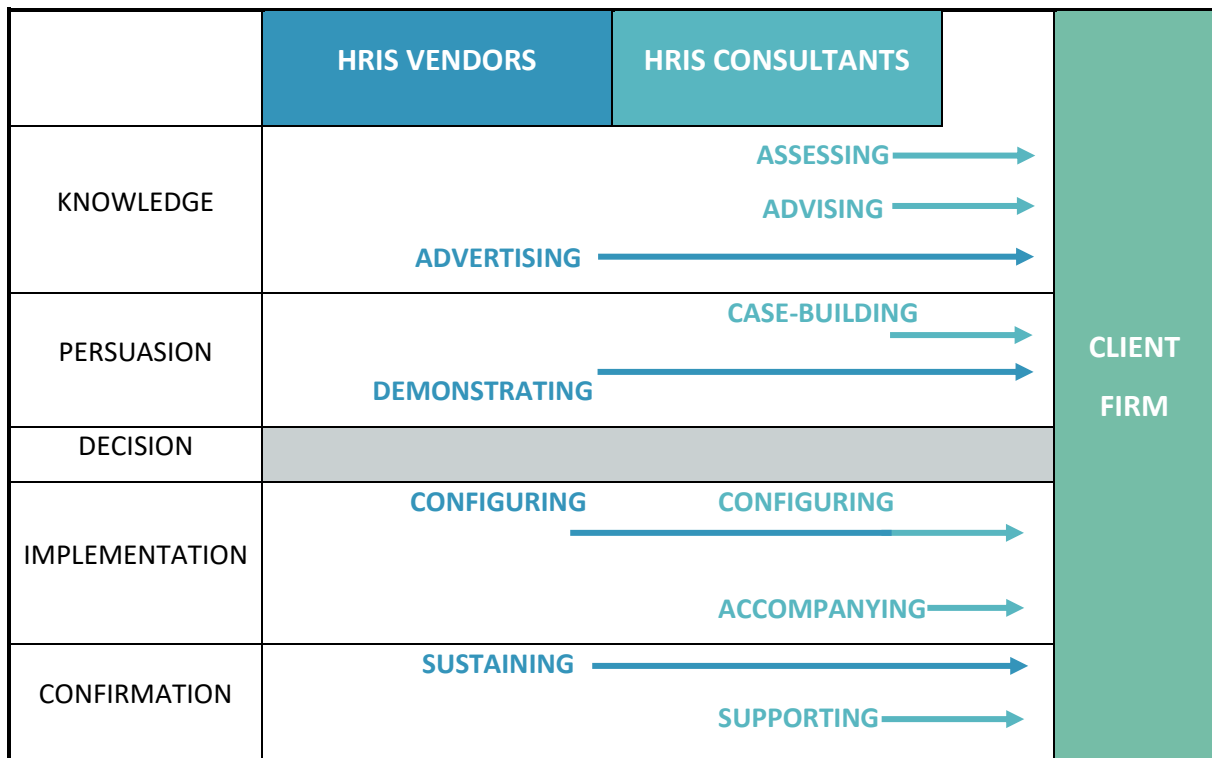 HRIS VENDORS
HRIS CONSULTANTS
KNOWLEDGE
ASSESSING
ADVISING
ADVERTISING
PERSUASION
CASE-BUILDING
DEMONSTRATING
DECISION
IMPLEMENTATION
CONFIGURING
CONFIGURING
ACCOMPANYING
CONFIRMATION
SUSTAINING
SUPPORTING
CLIENT
FIRM